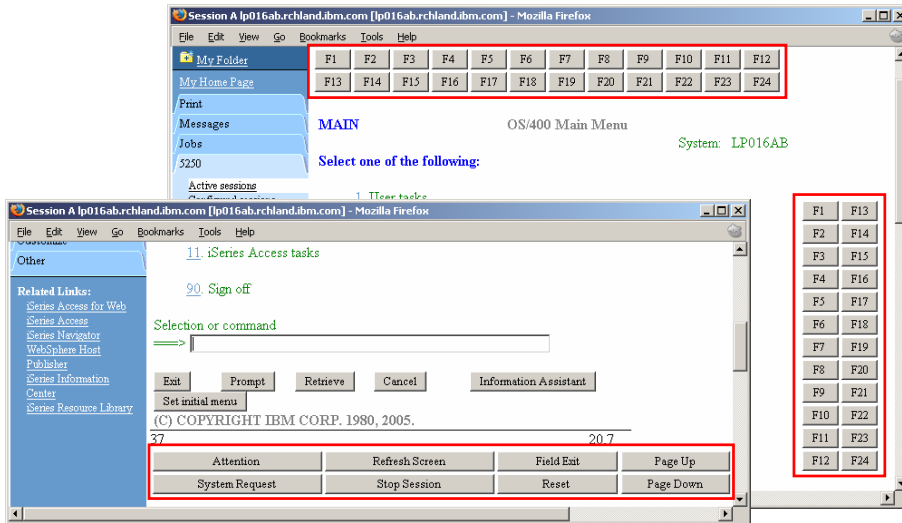 Session A lp016ab.rchland.ibm.com [lp016ab.rchland.ibm.com] - Mozilla Firefox
File Edit View Go Bookmarks Tools Help
My Folder
My Home Page
Print
Messages
Jobs
5250
Active sessions
Configured sessions
F1 F2 F3 F4 F5 F6 F7 F8 F9 F10 F11 F12
F13 F14 F15 F16 F17 F18 F19 F20 F21 F22 F23 F24
MAIN OS/400 Main Menu
System: LP016AB
Select one of the following:
1. User tasks
F1 F13
F2 F14
F3 F15
F4 F16
F5 F17
F6 F18
F7 F19
F8 F20
F9 F21
F10 F22
F11 F23
F12 F24
Session A lp016ab.rchland.ibm.com [lp016ab.rchland.ibm.com] - Mozilla Firefox
File Edit View Go Bookmarks Tools Help
Customize
Other
Related Links:
iSeries Access for Web
iSeries Access
iSeries Navigator
WebSphere Host
Publisher
iSeries Information
Center
iSeries Resource Library
11. iSeries Access tasks
90. Sign off
Selection or command
===>
Exit Prompt Retrieve Cancel Information Assistant
Set initial menu
(C) COPYRIGHT IBM CORP. 1980, 2005.
37 20,7
Attention Refresh Screen Field Exit Page Up
System Request Stop Session Reset Page Down